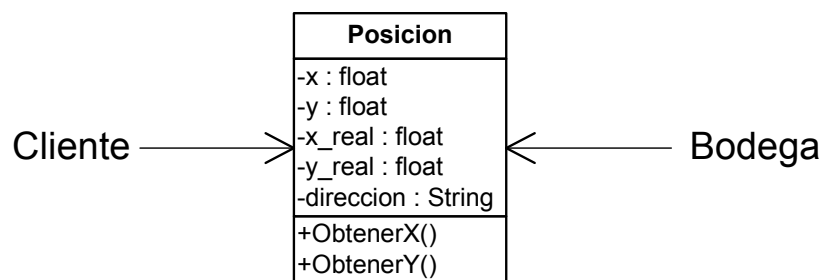 Posicion
-x : float
-y : float
-x_real : float
-y_real : float
-direccion : String
+ObtenerX()
+ObtenerY()
Cliente
Bodega